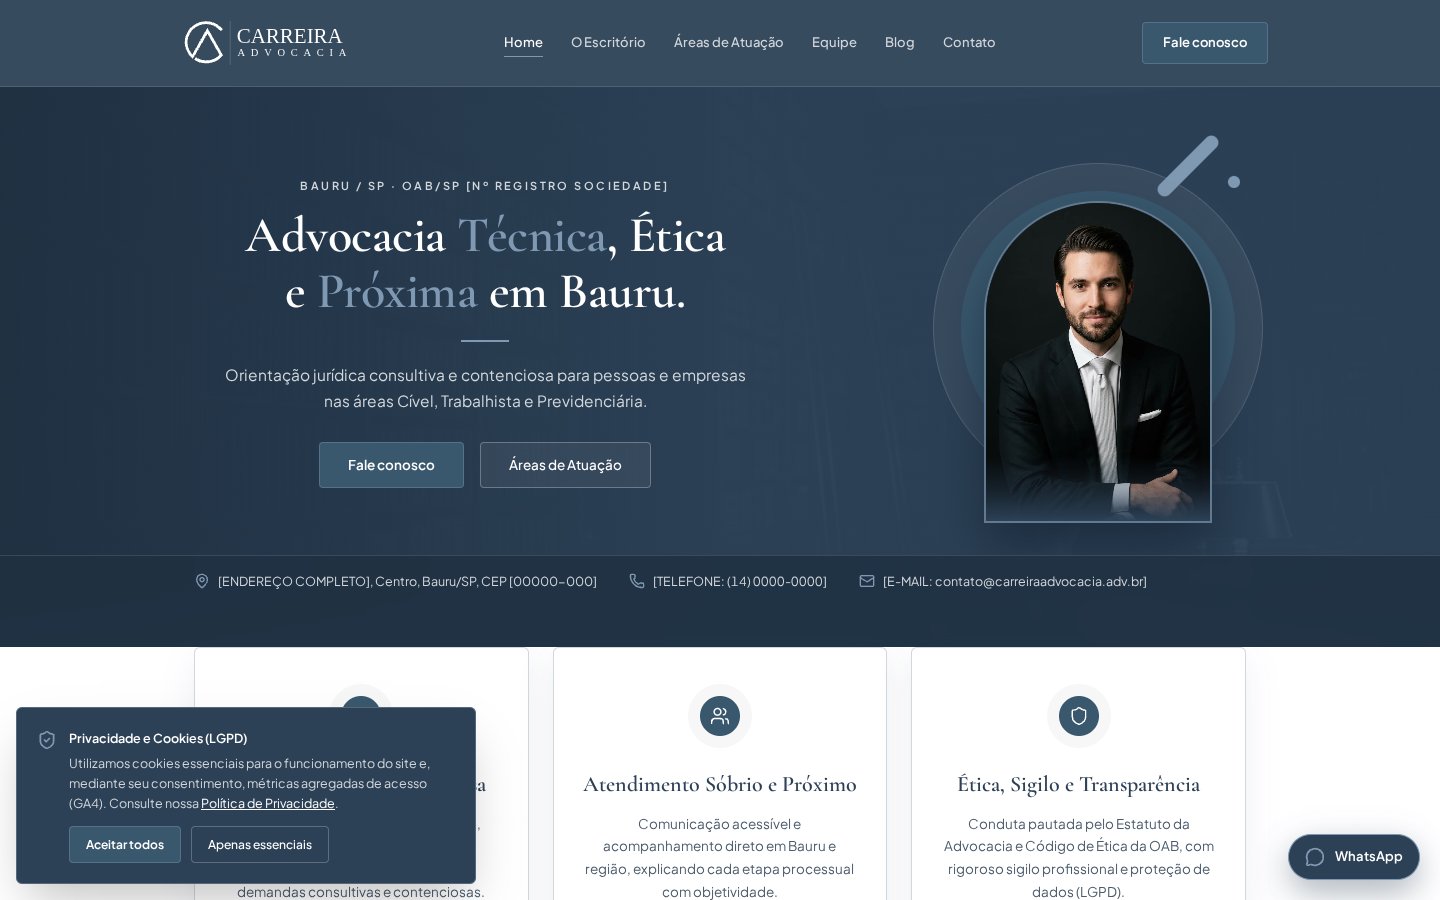 CARREIRA
ADVOCACIA
Home
O Escritório
Áreas de Atuação
Equipe
Blog
Contato
Fale conosco
BAURU / SP · OAB/SP [Nº REGISTRO SOCIEDADE]
Advocacia Técnica, Ética
e Próxima em Bauru.
Orientação jurídica consultiva e contenciosa para pessoas e empresas
nas áreas Cível, Trabalhista e Previdenciária.
Fale conosco
Áreas de Atuação
[ENDEREÇO COMPLETO], Centro, Bauru/SP, CEP [00000-000]
[TELEFONE: (14) 0000-0000]
[E-MAIL: contato@carreiraadvocacia.adv.br]
demandas consultivas e contenciosas.
Atendimento Sóbrio e Próximo
Comunicação acessível e
acompanhamento direto em Bauru e
região, explicando cada etapa processual
com objetividade.
Ética, Sigilo e Transparência
Conduta pautada pelo Estatuto da
Advocacia e Código de Ética da OAB, com
rigoroso sigilo profissional e proteção de
dados (LGPD).
Privacidade e Cookies (LGPD)
Utilizamos cookies essenciais para o funcionamento do site e,
mediante seu consentimento, métricas agregadas de acesso
(GA4). Consulte nossa Política de Privacidade.
Aceitar todos
Apenas essenciais
WhatsApp